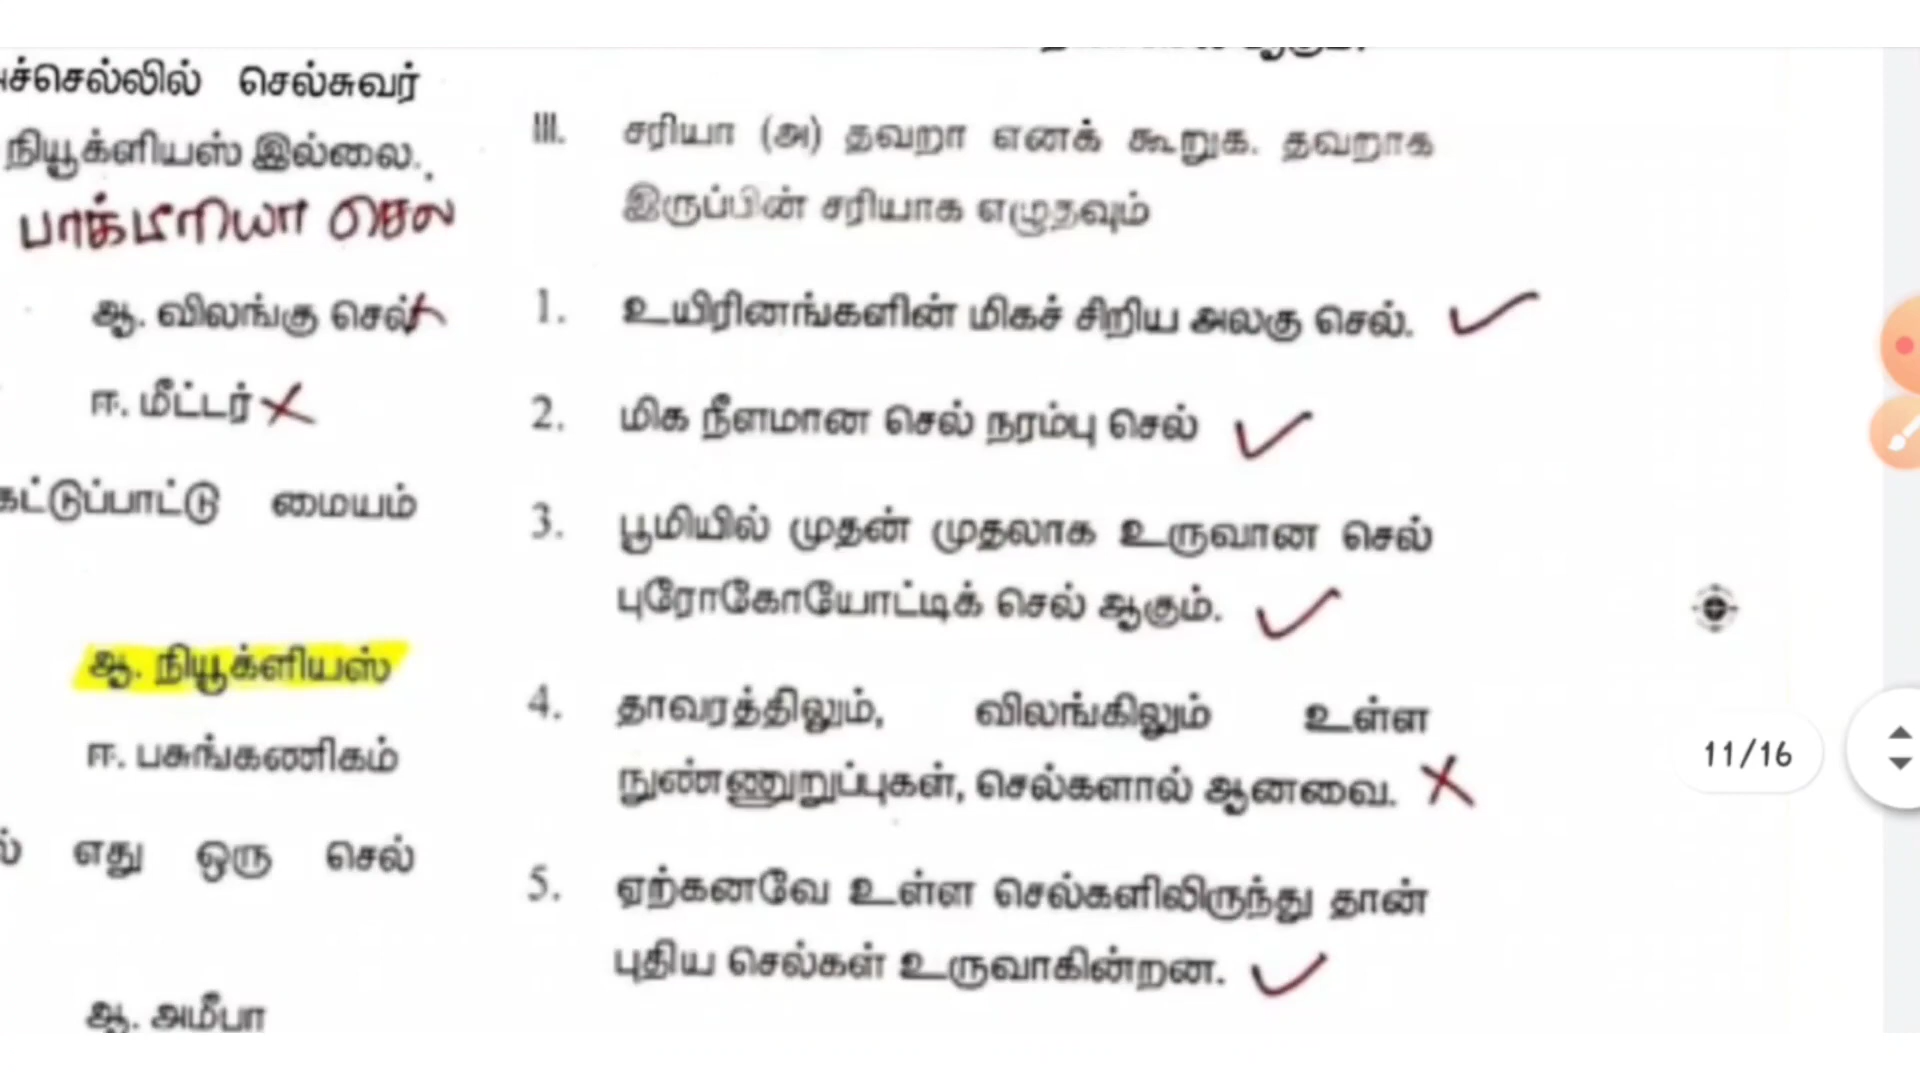 ச்செல்லில் செல்சுவர்
நியூக்ளியஸ் இல்லை.
பாக்டீரியா செல்
ஆ. விலங்கு செல்
ஈ. மீட்டர்
கட்டுப்பாட்டு மையம்
ஆ. நியூக்ளியஸ்
ஈ. பசுங்கணிகம்
ல் எது ஒரு செல்
ஆ. அமீபா
ஆகும்.
III. சரியா (அ) தவறா எனக் கூறுக. தவறாக
இருப்பின் சரியாக எழுதவும்
1. உயிரினங்களின் மிகச் சிறிய அலகு செல்.
2. மிக நீளமான செல் நரம்பு செல்
3. பூமியில் முதன் முதலாக உருவான செல்
புரோகேரியோட்டிக் செல் ஆகும்.
4. தாவரத்திலும், விலங்கிலும் உள்ள
நுண்ணுறுப்புகள், செல்களால் ஆனவை.
5. ஏற்கனவே உள்ள செல்களிலிருந்து தான்
புதிய செல்கள் உருவாகின்றன.
11/16